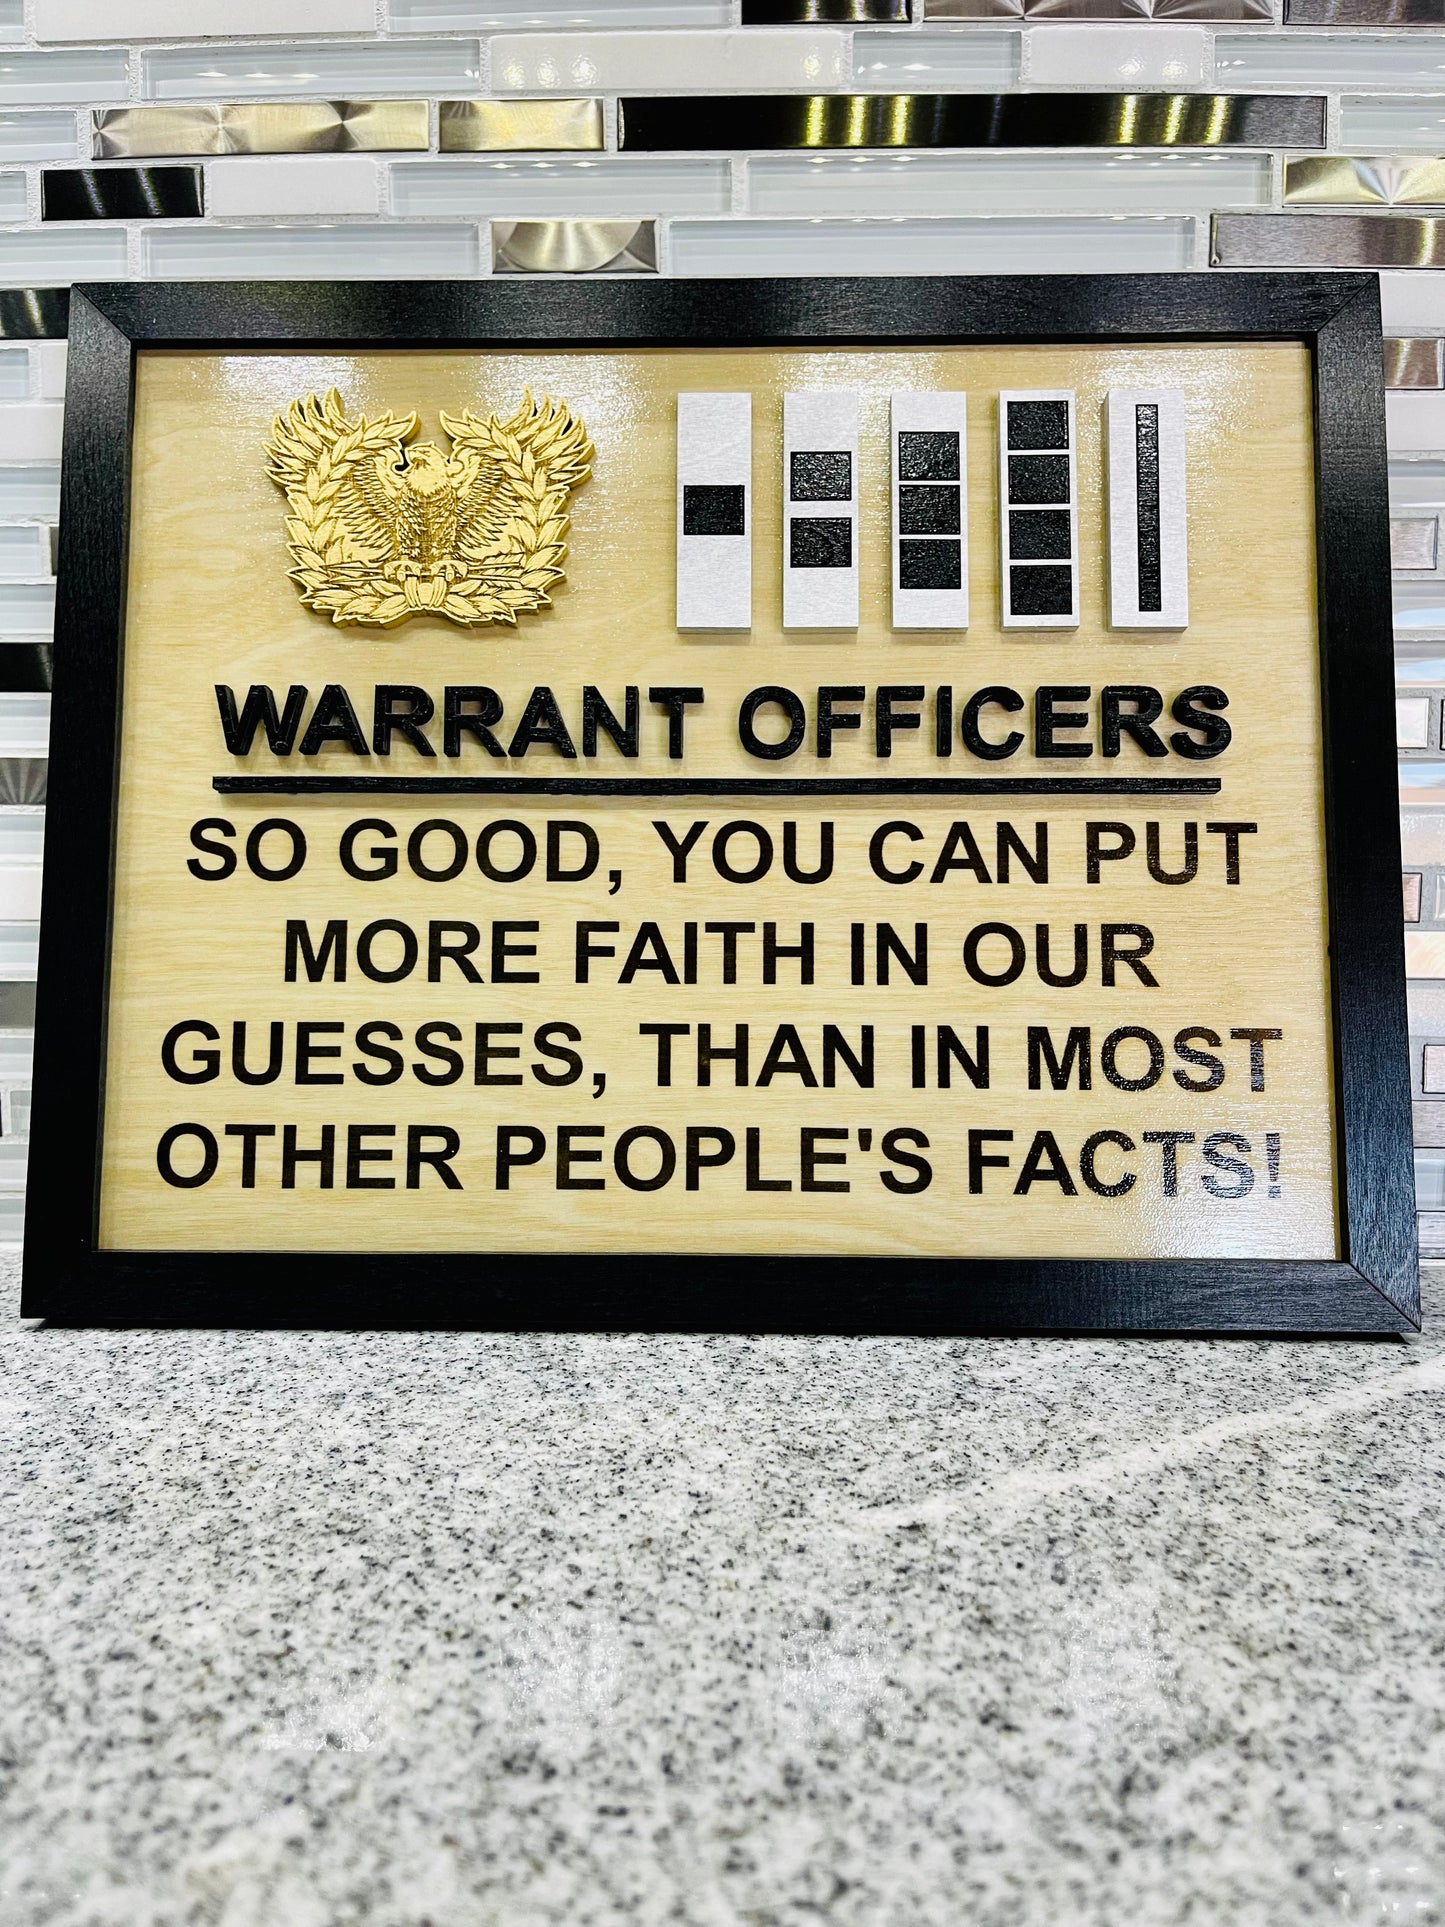 WARRANT OFFICERS
SO GOOD, YOU CAN PUT
MORE FAITH IN OUR
GUESSES, THAN IN MOST
OTHER PEOPLE'S FACTS!